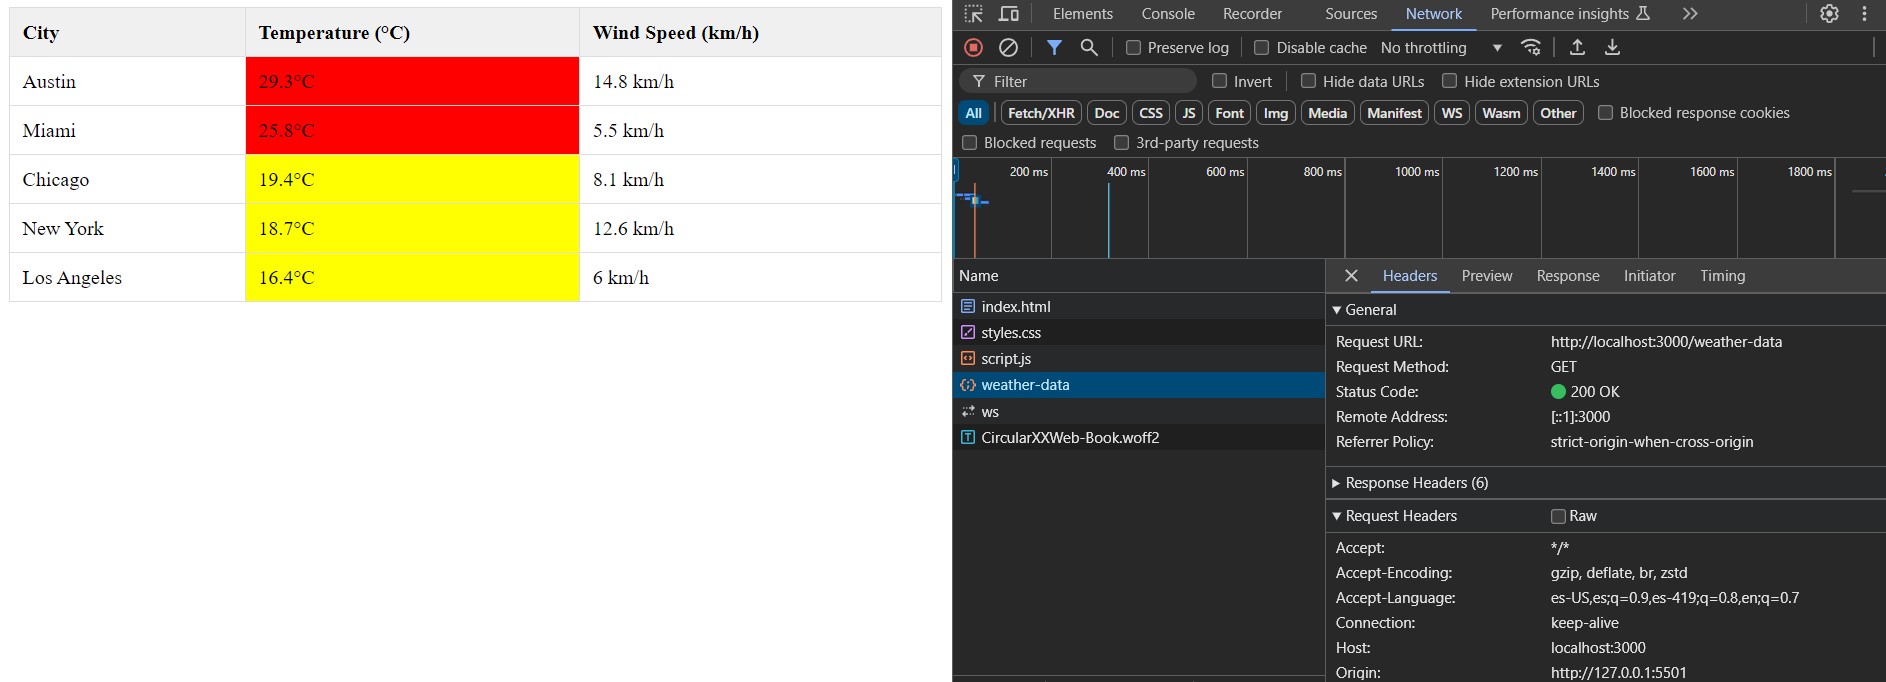 City Temperature (°C) Wind Speed (km/h)
Austin 29.3°C 14.8 km/h
Miami 25.8°C 5.5 km/h
Chicago 19.4°C 8.1 km/h
New York 18.7°C 12.6 km/h
Los Angeles 16.4°C 6 km/h
Elements Console Recorder Sources Network Performance insights
Preserve log Disable cache No throttling
Filter Invert Hide data URLs Hide extension URLs
All Fetch/XHR Doc CSS JS Font Img Media Manifest WS Wasm Other Blocked response cookies
Blocked requests 3rd-party requests
200 ms 400 ms 600 ms 800 ms 1000 ms 1200 ms 1400 ms 1600 ms 1800 ms
Name
index.html
styles.css
script.js
weather-data
ws
CircularXXWeb-Book.woff2
Headers Preview Response Initiator Timing
General
Request URL: http://localhost:3000/weather-data
Request Method: GET
Status Code: 200 OK
Remote Address: [::1]:3000
Referrer Policy: strict-origin-when-cross-origin
Response Headers (6)
Request Headers Raw
Accept: */*
Accept-Encoding: gzip, deflate, br, zstd
Accept-Language: es-US,es;q=0.9,es-419;q=0.8,en;q=0.7
Connection: keep-alive
Host: localhost:3000
Origin: http://127.0.0.1:5501